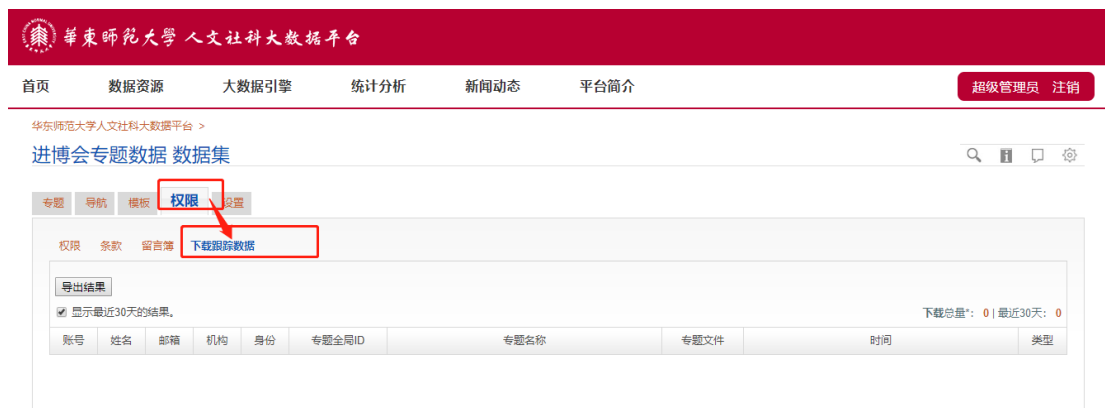 華東師範大學 人文社科大数据平台
首页 数据资源 大数据引擎 统计分析 新闻动态 平台简介 超级管理员 注销
华东师范大学人文社科大数据平台 >
进博会专题数据 数据集
专题 导航 模板 权限 设置
权限 条款 留言簿 下载跟踪数据
导出结果
显示最近30天的结果。 下载总量*: 0 | 最近30天: 0
账号 姓名 邮箱 机构 身份 专题全局ID 专题名称 专题文件 时间 类型